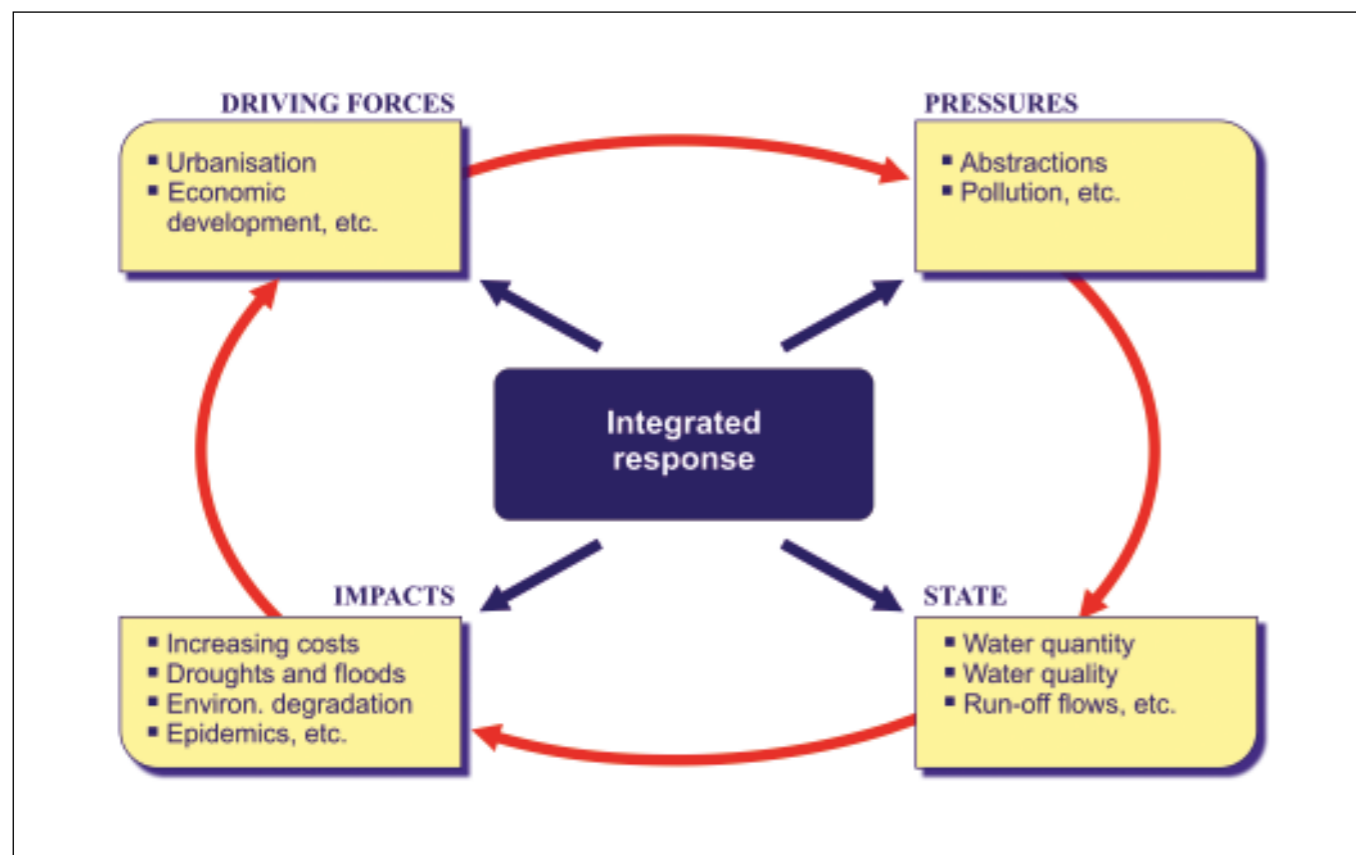 DRIVING FORCES
▪ Urbanisation
▪ Economic
development, etc.
PRESSURES
▪ Abstractions
▪ Pollution, etc.
Integrated
response
IMPACTS
▪ Increasing costs
▪ Droughts and floods
▪ Environ. degradation
▪ Epidemics, etc.
STATE
▪ Water quantity
▪ Water quality
▪ Run-off flows, etc.